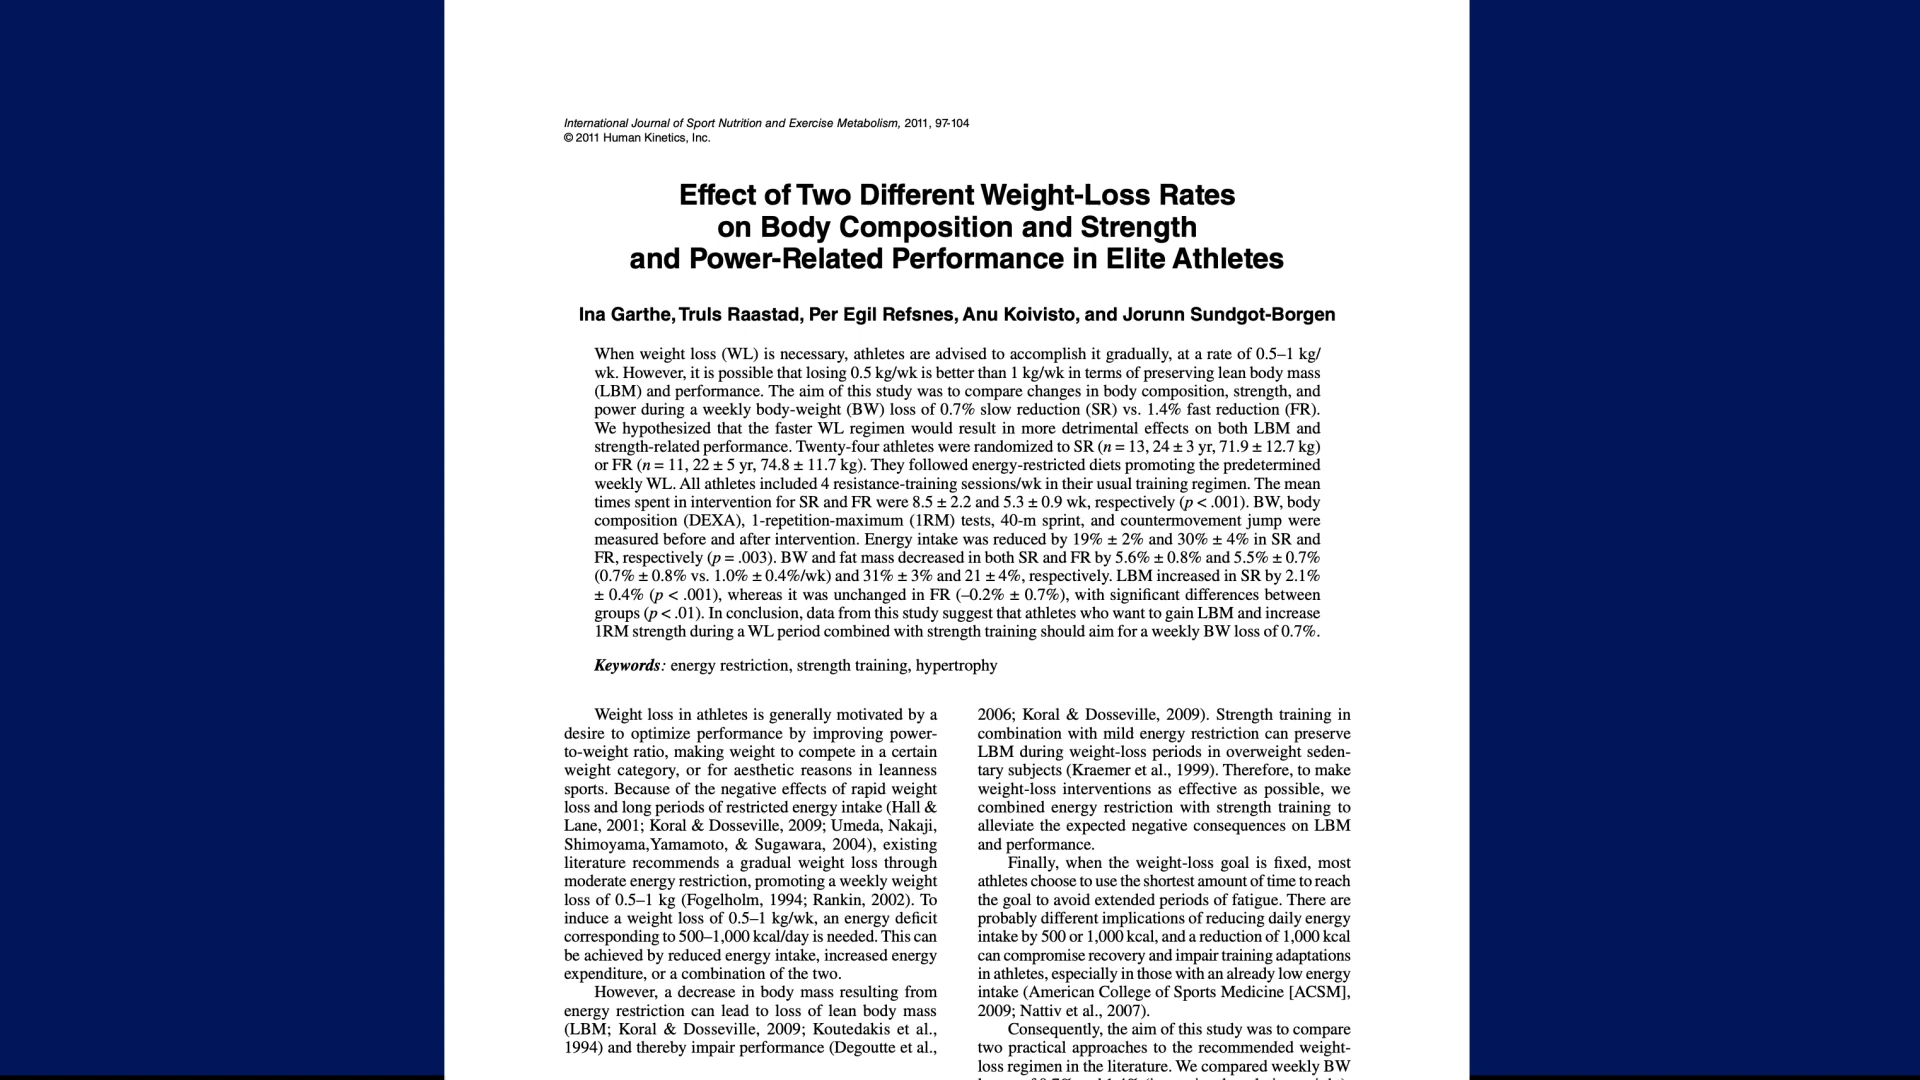 International Journal of Sport Nutrition and Exercise Metabolism, 2011, 97-104
© 2011 Human Kinetics, Inc.
Effect of Two Different Weight-Loss Rates
on Body Composition and Strength
and Power-Related Performance in Elite Athletes
Ina Garthe, Truls Raastad, Per Egil Refsnes, Anu Koivisto, and Jorunn Sundgot-Borgen
When weight loss (WL) is necessary, athletes are advised to accomplish it gradually, at a rate of 0.5–1 kg/
wk. However, it is possible that losing 0.5 kg/wk is better than 1 kg/wk in terms of preserving lean body mass
(LBM) and performance. The aim of this study was to compare changes in body composition, strength, and
power during a weekly body-weight (BW) loss of 0.7% slow reduction (SR) vs. 1.4% fast reduction (FR).
We hypothesized that the faster WL regimen would result in more detrimental effects on both LBM and
strength-related performance. Twenty-four athletes were randomized to SR (n = 13, 24 ± 3 yr, 71.9 ± 12.7 kg)
or FR (n = 11, 22 ± 5 yr, 74.8 ± 11.7 kg). They followed energy-restricted diets promoting the predetermined
weekly WL. All athletes included 4 resistance-training sessions/wk in their usual training regimen. The mean
times spent in intervention for SR and FR were 8.5 ± 2.2 and 5.3 ± 0.9 wk, respectively (p < .001). BW, body
composition (DEXA), 1-repetition-maximum (1RM) tests, 40-m sprint, and countermovement jump were
measured before and after intervention. Energy intake was reduced by 19% ± 2% and 30% ± 4% in SR and
FR, respectively (p = .003). BW and fat mass decreased in both SR and FR by 5.6% ± 0.8% and 5.5% ± 0.7%
(0.7% ± 0.8% vs. 1.0% ± 0.4%/wk) and 31% ± 3% and 21 ± 4%, respectively. LBM increased in SR by 2.1%
± 0.4% (p < .001), whereas it was unchanged in FR (–0.2% ± 0.7%), with significant differences between
groups (p < .01). In conclusion, data from this study suggest that athletes who want to gain LBM and increase
1RM strength during a WL period combined with strength training should aim for a weekly BW loss of 0.7%.
Keywords: energy restriction, strength training, hypertrophy
Weight loss in athletes is generally motivated by a
desire to optimize performance by improving power-
to-weight ratio, making weight to compete in a certain
weight category, or for aesthetic reasons in leanness
sports. Because of the negative effects of rapid weight
loss and long periods of restricted energy intake (Hall &
Lane, 2001; Koral & Dosseville, 2009; Umeda, Nakaji,
Shimoyama,Yamamoto, & Sugawara, 2004), existing
literature recommends a gradual weight loss through
moderate energy restriction, promoting a weekly weight
loss of 0.5–1 kg (Fogelholm, 1994; Rankin, 2002). To
induce a weight loss of 0.5–1 kg/wk, an energy deficit
corresponding to 500–1,000 kcal/day is needed. This can
be achieved by reduced energy intake, increased energy
expenditure, or a combination of the two.
However, a decrease in body mass resulting from
energy restriction can lead to loss of lean body mass
(LBM; Koral & Dosseville, 2009; Koutedakis et al.,
1994) and thereby impair performance (Degoutte et al.,
2006; Koral & Dosseville, 2009). Strength training in
combination with mild energy restriction can preserve
LBM during weight-loss periods in overweight seden-
tary subjects (Kraemer et al., 1999). Therefore, to make
weight-loss interventions as effective as possible, we
combined energy restriction with strength training to
alleviate the expected negative consequences on LBM
and performance.
Finally, when the weight-loss goal is fixed, most
athletes choose to use the shortest amount of time to reach
the goal to avoid extended periods of fatigue. There are
probably different implications of reducing daily energy
intake by 500 or 1,000 kcal, and a reduction of 1,000 kcal
can compromise recovery and impair training adaptations
in athletes, especially in those with an already low energy
intake (American College of Sports Medicine [ACSM],
2009; Nattiv et al., 2007).
Consequently, the aim of this study was to compare
two practical approaches to the recommended weight-
loss regimen in the literature. We compared weekly BW